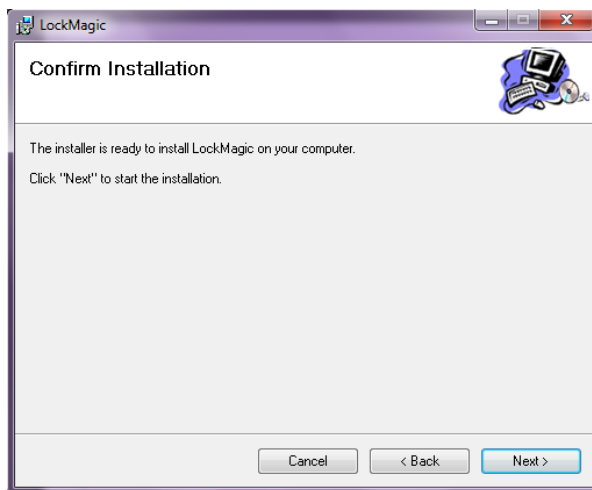 LockMagic
Confirm Installation
The installer is ready to install LockMagic on your computer.
Click "Next" to start the installation.
Cancel
< Back
Next >